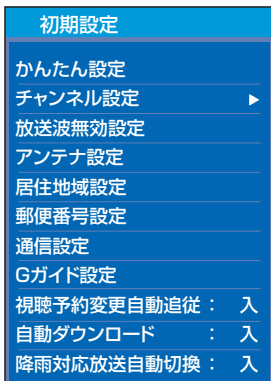 初期設定
かんたん設定
チャンネル設定 ▶
放送波無効設定
アンテナ設定
居住地域設定
郵便番号設定
通信設定
Gガイド設定
視聴予約変更自動追従： 入
自動ダウンロード ： 入
降雨対応放送自動切換： 入